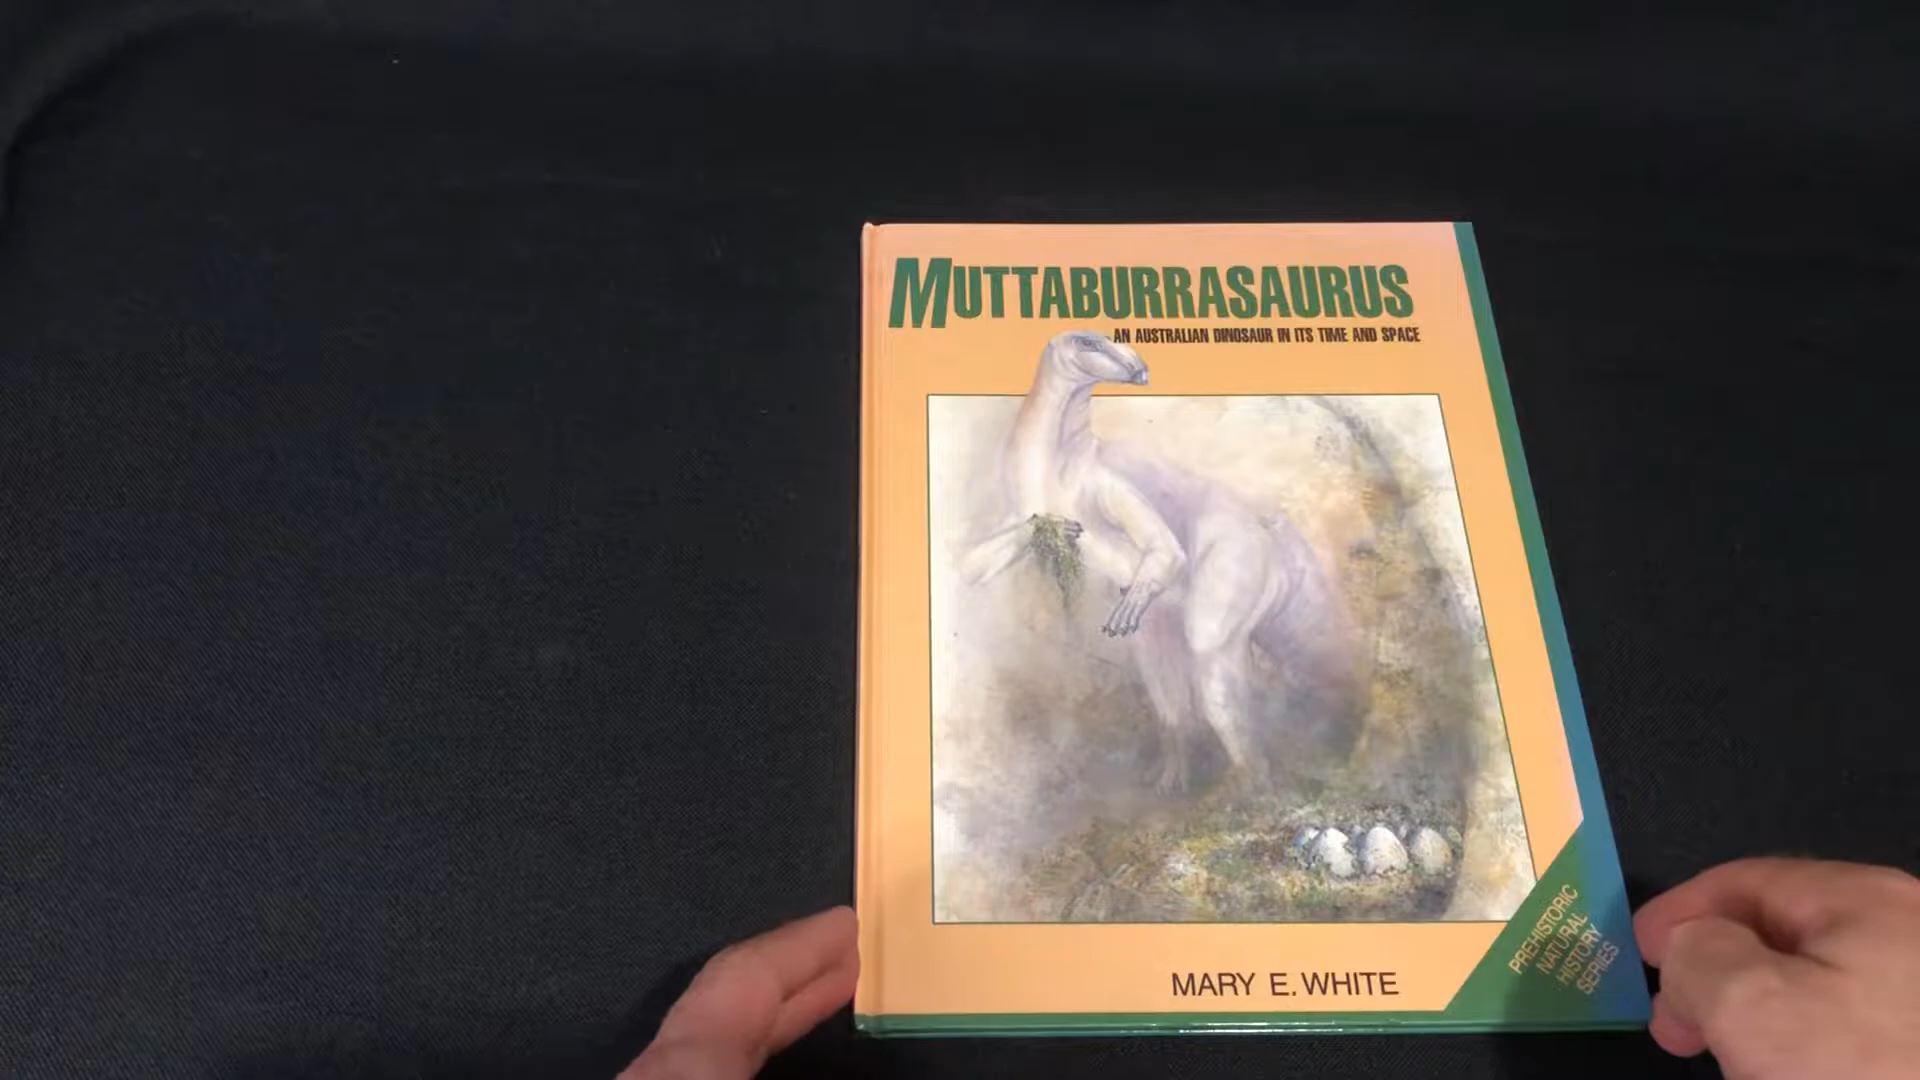 MUTTABURRASAURUS
AN AUSTRALIAN DINOSAUR IN ITS TIME AND SPACE
MARY E. WHITE
PREHISTORIC
NATURAL
HISTORY
SERIES